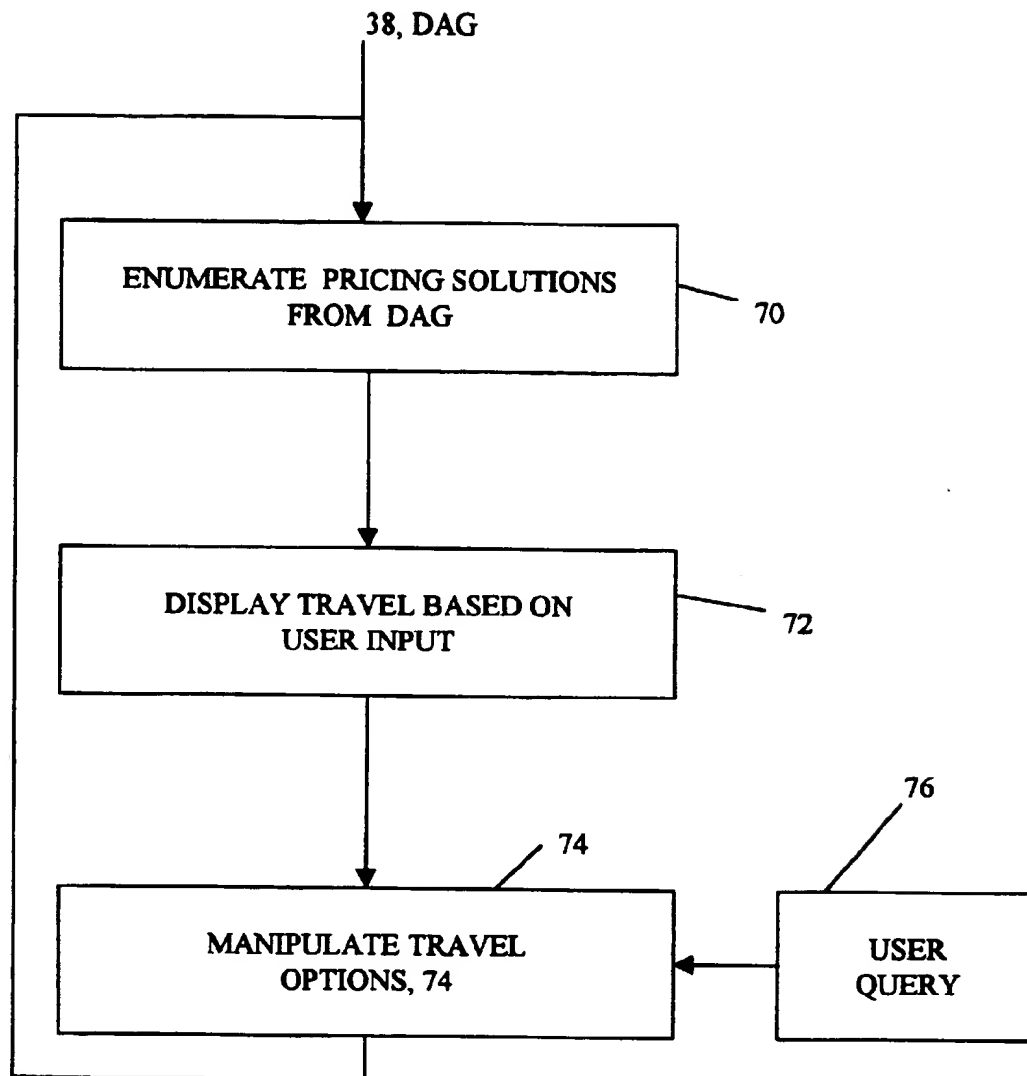 38, DAG
ENUMERATE PRICING SOLUTIONS
FROM DAG
70
DISPLAY TRAVEL BASED ON
USER INPUT
72
76
74
MANIPULATE TRAVEL
OPTIONS, 74
USER
QUERY